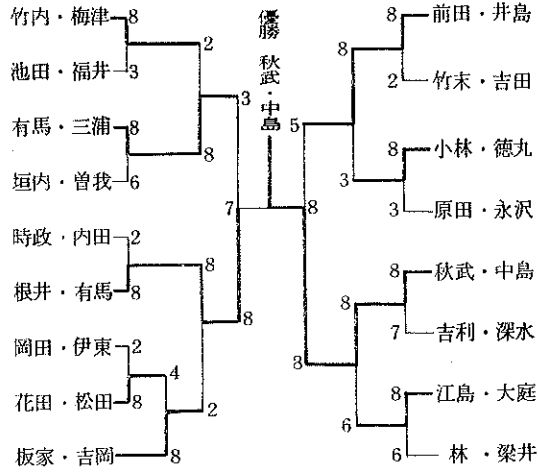 優勝 秋武・中島
竹内・梅津 8
池田・福井 3
2
有馬・三浦 8
垣内・曽我 6
8
3
時政・内田 2
根井・有馬 8
8
岡田・伊東 2
花田・松田 8
4
板家・吉岡 8
2
8
7
前田・井島 8
竹末・吉田 2
8
小林・徳丸 8
原田・永沢 3
3
5
秋武・中島 8
吉利・深水 7
8
江島・大庭 8
林・梁井 6
6
8
8